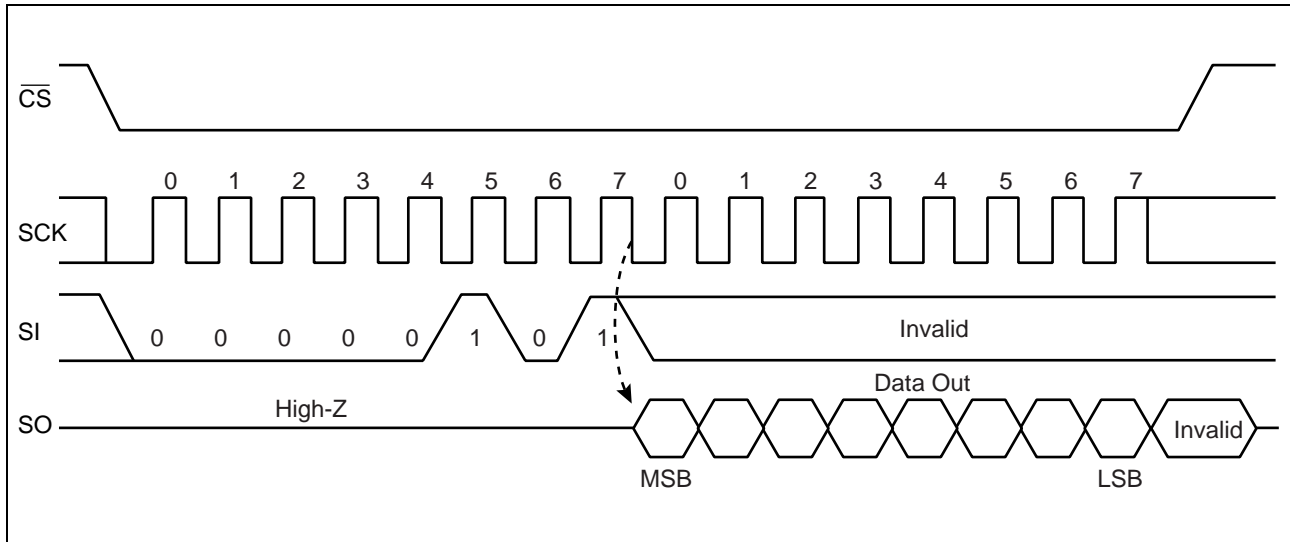 CS
0 1 2 3 4 5 6 7 0 1 2 3 4 5 6 7
SCK
SI 0 0 0 0 0 1 0 1 Invalid
Data Out
High-Z
SO Invalid
MSB LSB